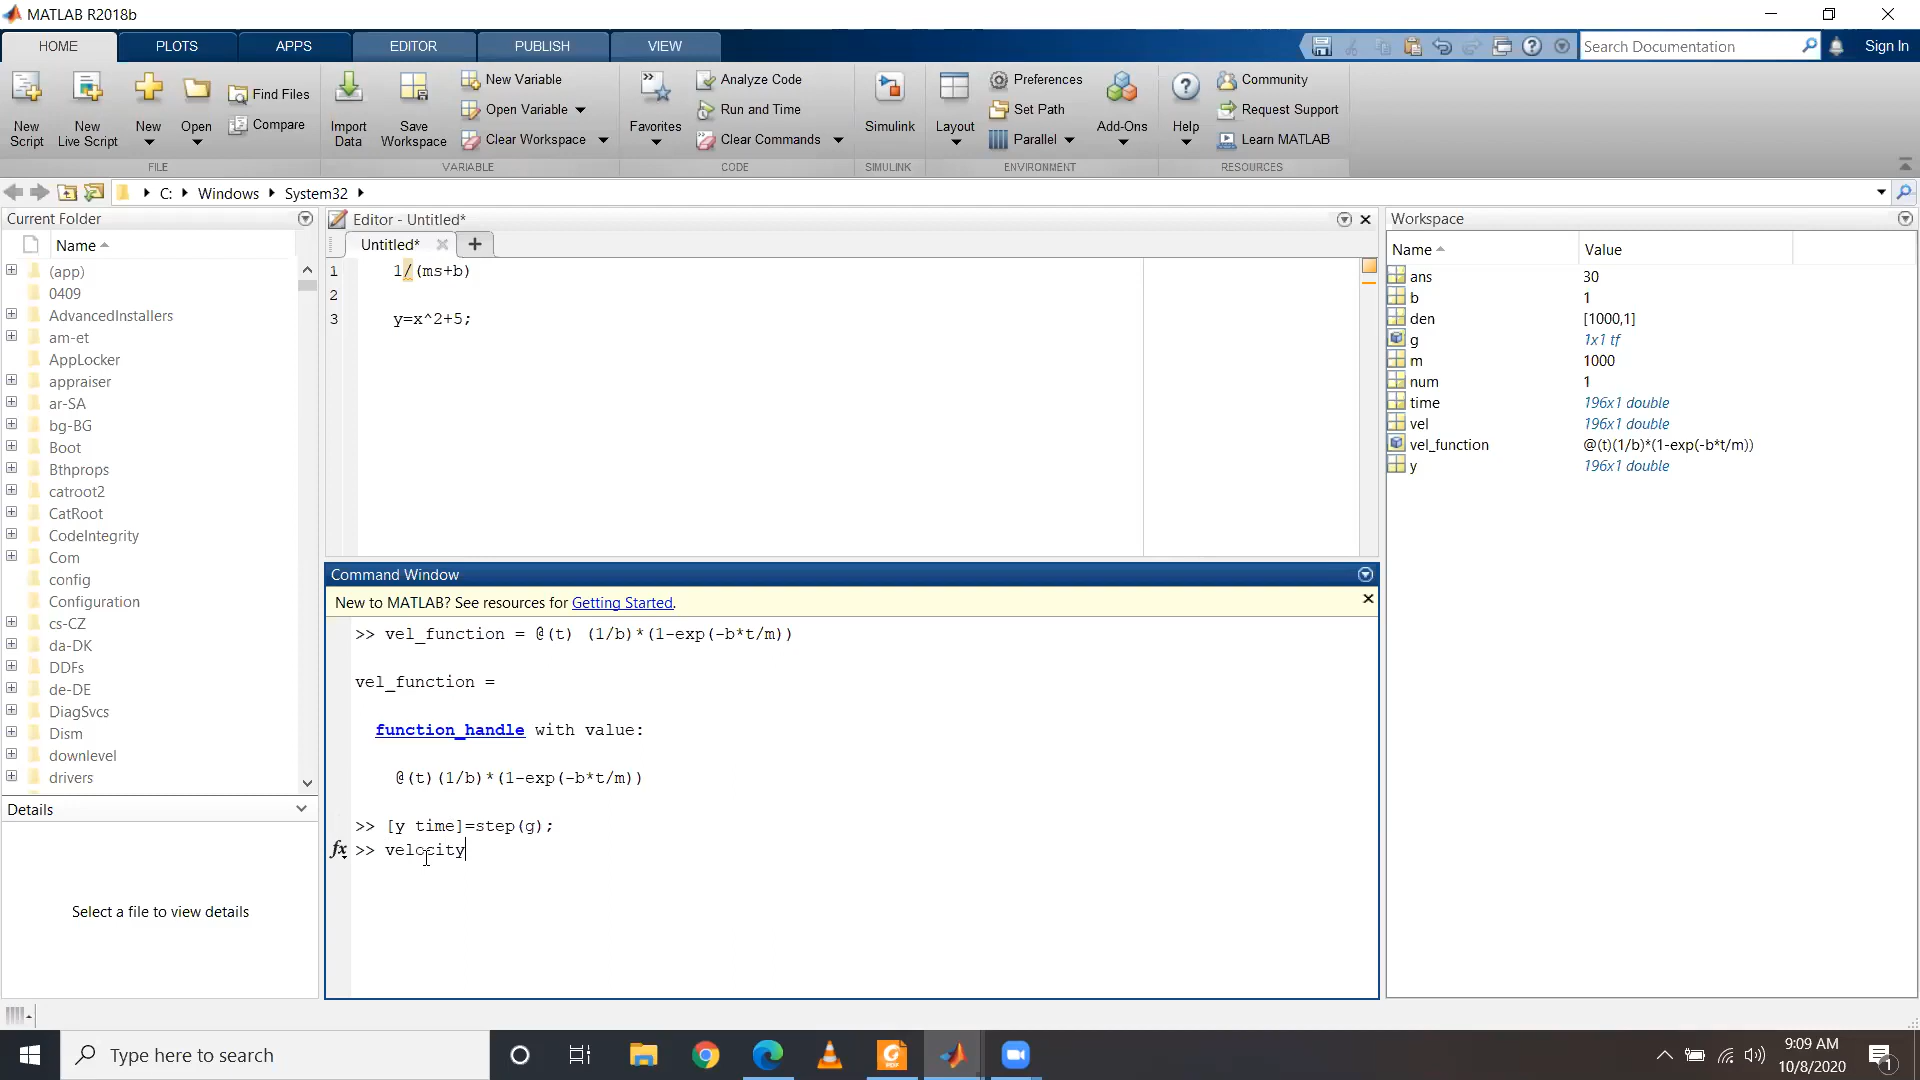 MATLAB R2018b
HOME PLOTS APPS EDITOR PUBLISH VIEW Search Documentation Sign In
New Script
New Live Script
New
Open
Find Files
Compare
Import Data
Save Workspace
New Variable
Open Variable
Clear Workspace
Favorites
Analyze Code
Run and Time
Clear Commands
Simulink
Layout
Preferences
Set Path
Parallel
Add-Ons
Help
Community
Request Support
Learn MATLAB
FILE VARIABLE CODE SIMULINK ENVIRONMENT RESOURCES
C: Windows System32
Current Folder
Name
(app)
0409
AdvancedInstallers
am-et
AppLocker
appraiser
ar-SA
bg-BG
Boot
Bthprops
catroot2
CatRoot
CodeIntegrity
Com
config
Configuration
cs-CZ
da-DK
DDFs
de-DE
DiagSvcs
Dism
downlevel
drivers
Details
Select a file to view details
Editor - Untitled*
Untitled*
1 1/(ms+b)
2
3 y=x^2+5;
Command Window
New to MATLAB? See resources for Getting Started.
>> vel_function = @(t) (1/b)*(1-exp(-b*t/m))
vel_function =
function_handle with value:
@(t)(1/b)*(1-exp(-b*t/m))
>> [y time]=step(g);
fx >> velocity
Workspace
Name Value
ans 30
b 1
den [1000,1]
g 1x1 tf
m 1000
num 1
time 196x1 double
vel 196x1 double
vel_function @(t)(1/b)*(1-exp(-b*t/m))
y 196x1 double
Type here to search
PDF
9:09 AM
10/8/2020
1